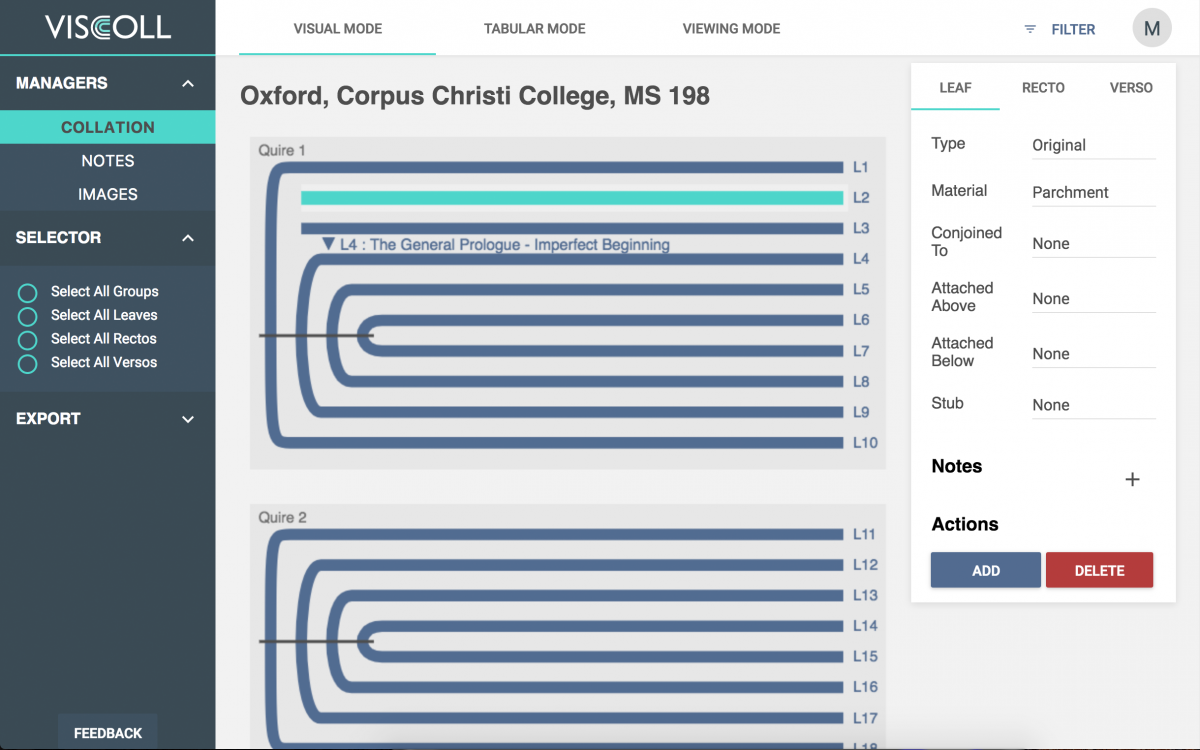 VISCOLL
VISUAL MODE
TABULAR MODE
VIEWING MODE
FILTER
M
MANAGERS
COLLATION
NOTES
IMAGES
SELECTOR
Select All Groups
Select All Leaves
Select All Rectos
Select All Versos
EXPORT
FEEDBACK
Oxford, Corpus Christi College, MS 198
Quire 1
L1
L2
L3
L4 : The General Prologue - Imperfect Beginning
L4
L5
L6
L7
L8
L9
L10
Quire 2
L11
L12
L13
L14
L15
L16
L17
L18
LEAF
RECTO
VERSO
Type Original
Material Parchment
Conjoined
To None
Attached
Above None
Attached
Below None
Stub None
Notes
+
Actions
ADD
DELETE